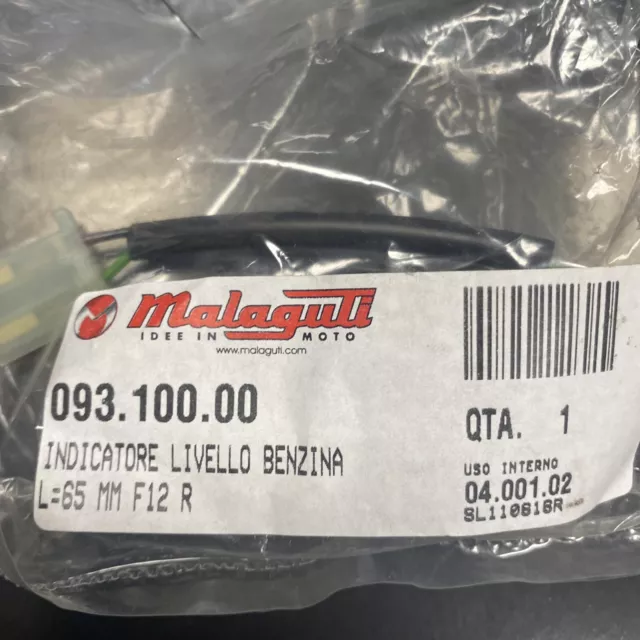 Malaguti
IDEE IN MOTO
www.malaguti.com
093.100.00
INDICATORE LIVELLO BENZINA
L=65 MM F12 R
QTA. 1
USO INTERNO
04.001.02
SL110616R